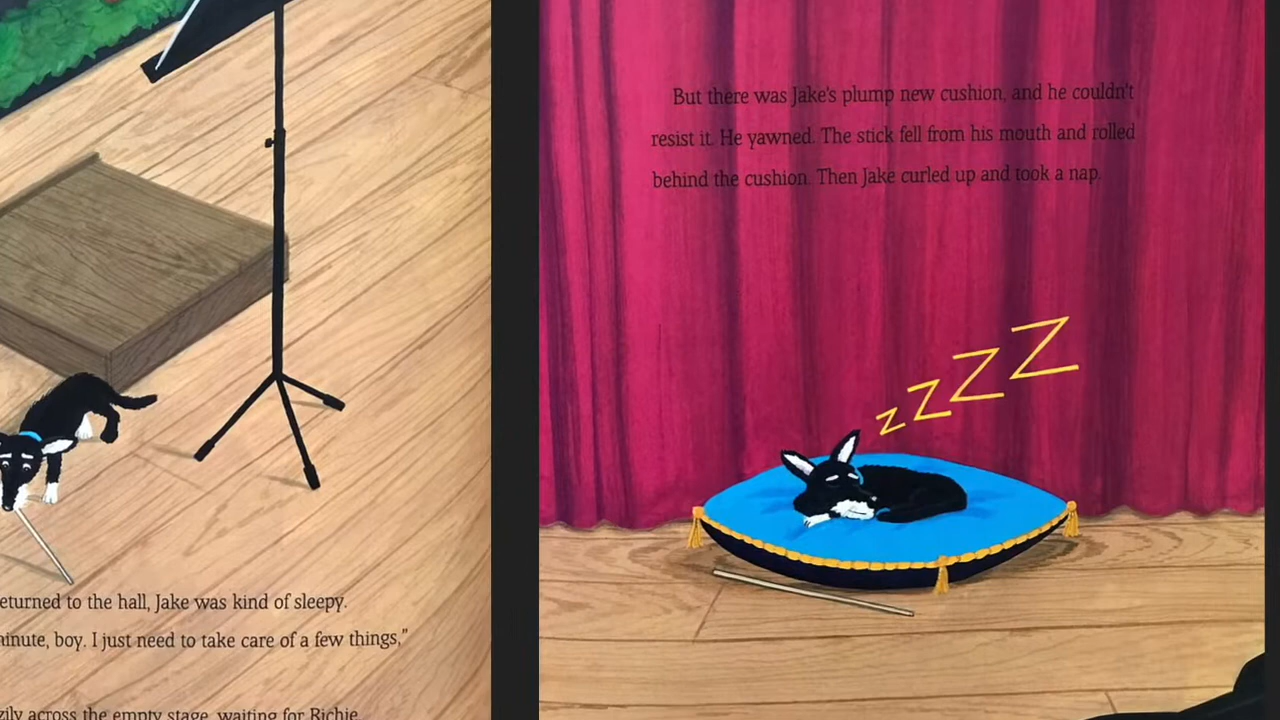 eturned to the hall, Jake was kind of sleepy.
inute, boy. I just need to take care of a few things,"
zily across the empty stage, waiting for Richie.
But there was Jake's plump new cushion, and he couldn't
resist it. He yawned. The stick fell from his mouth and rolled
behind the cushion. Then Jake curled up and took a nap.
zZZZ